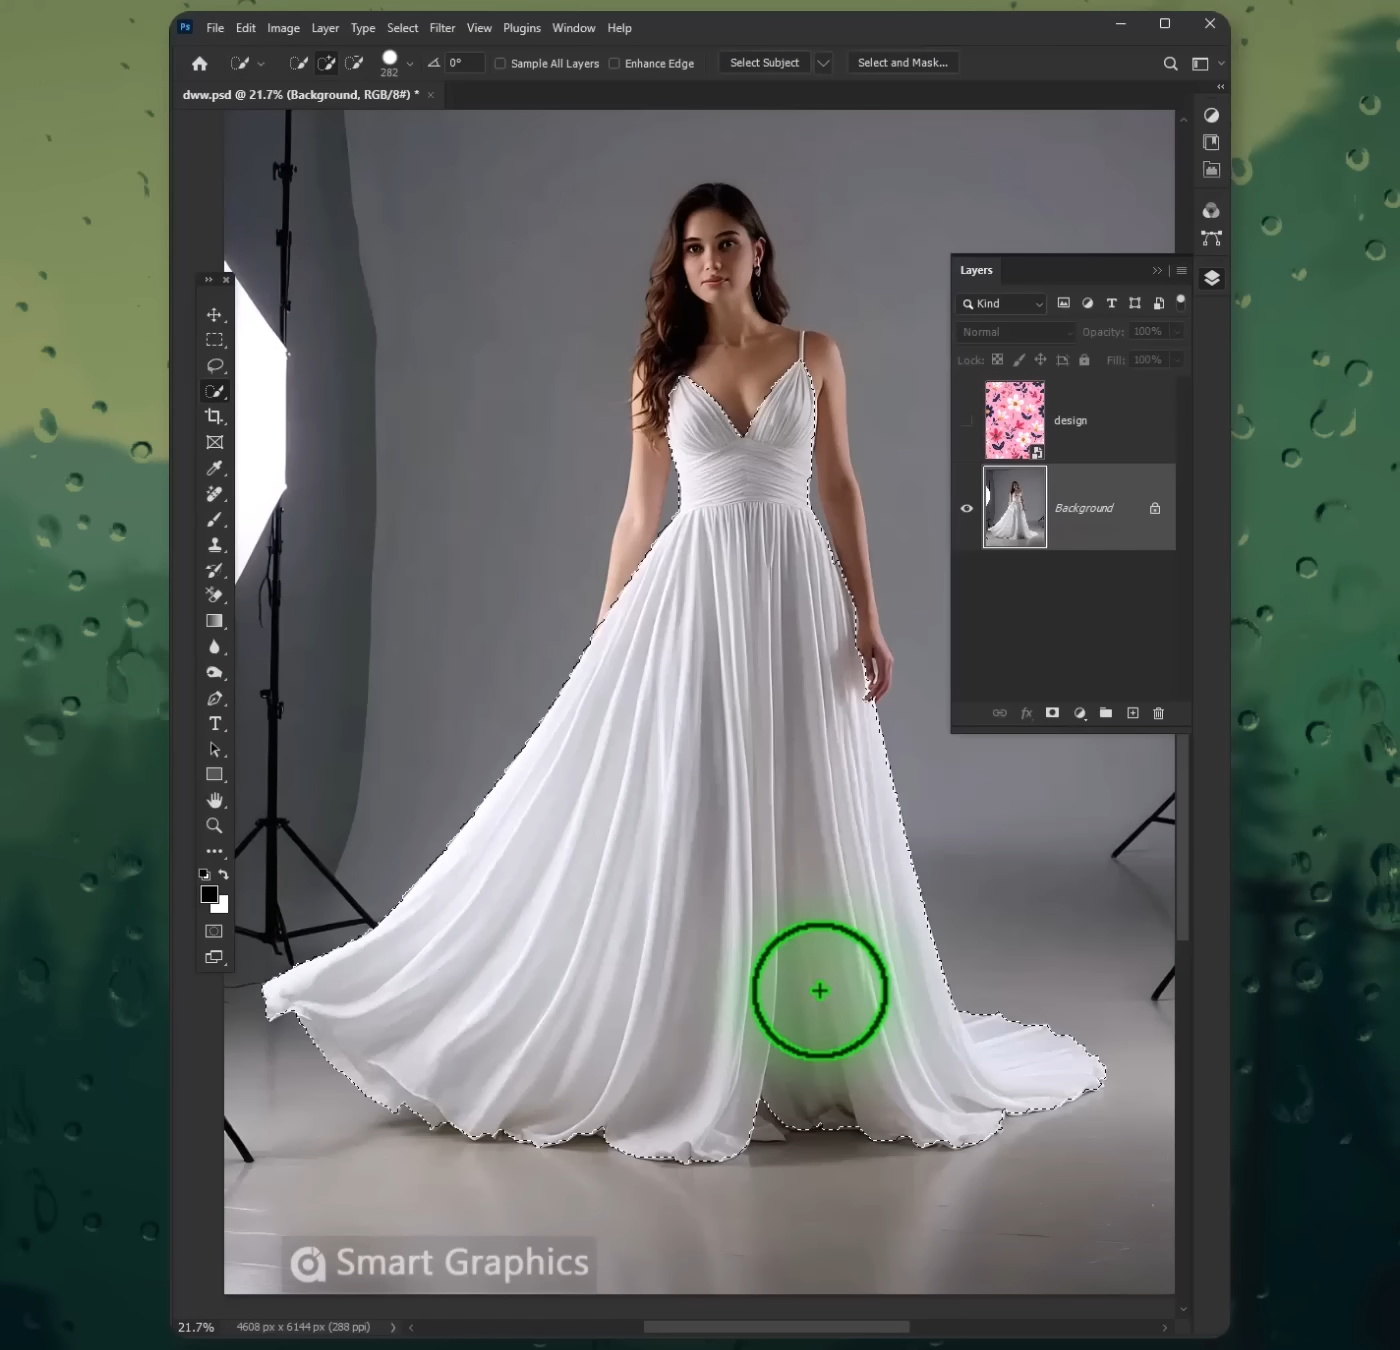 Ps File Edit Image Layer Type Select Filter View Plugins Window Help
282 0° Sample All Layers Enhance Edge Select Subject Select and Mask...
dww.psd @ 21.7% (Background, RGB/8#) * ×
Layers
Kind
Normal Opacity: 100%
Lock: Fill: 100%
design
Background
fx
T
Smart Graphics
21.7% 4608 px x 6144 px (288 ppi)